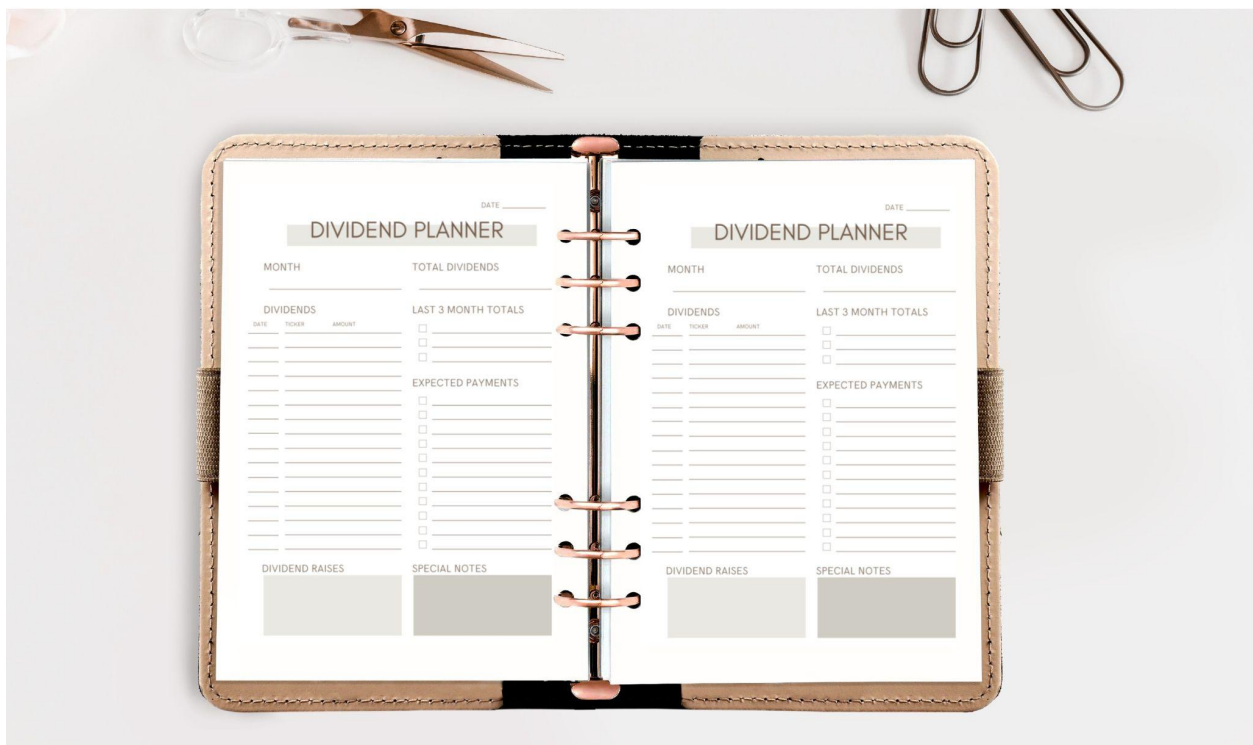 DATE
DIVIDEND PLANNER
MONTH
TOTAL DIVIDENDS
DIVIDENDS
LAST 3 MONTH TOTALS
DATE TICKER AMOUNT
EXPECTED PAYMENTS
DIVIDEND RAISES
SPECIAL NOTES
DATE
DIVIDEND PLANNER
MONTH
TOTAL DIVIDENDS
DIVIDENDS
LAST 3 MONTH TOTALS
DATE TICKER AMOUNT
EXPECTED PAYMENTS
DIVIDEND RAISES
SPECIAL NOTES